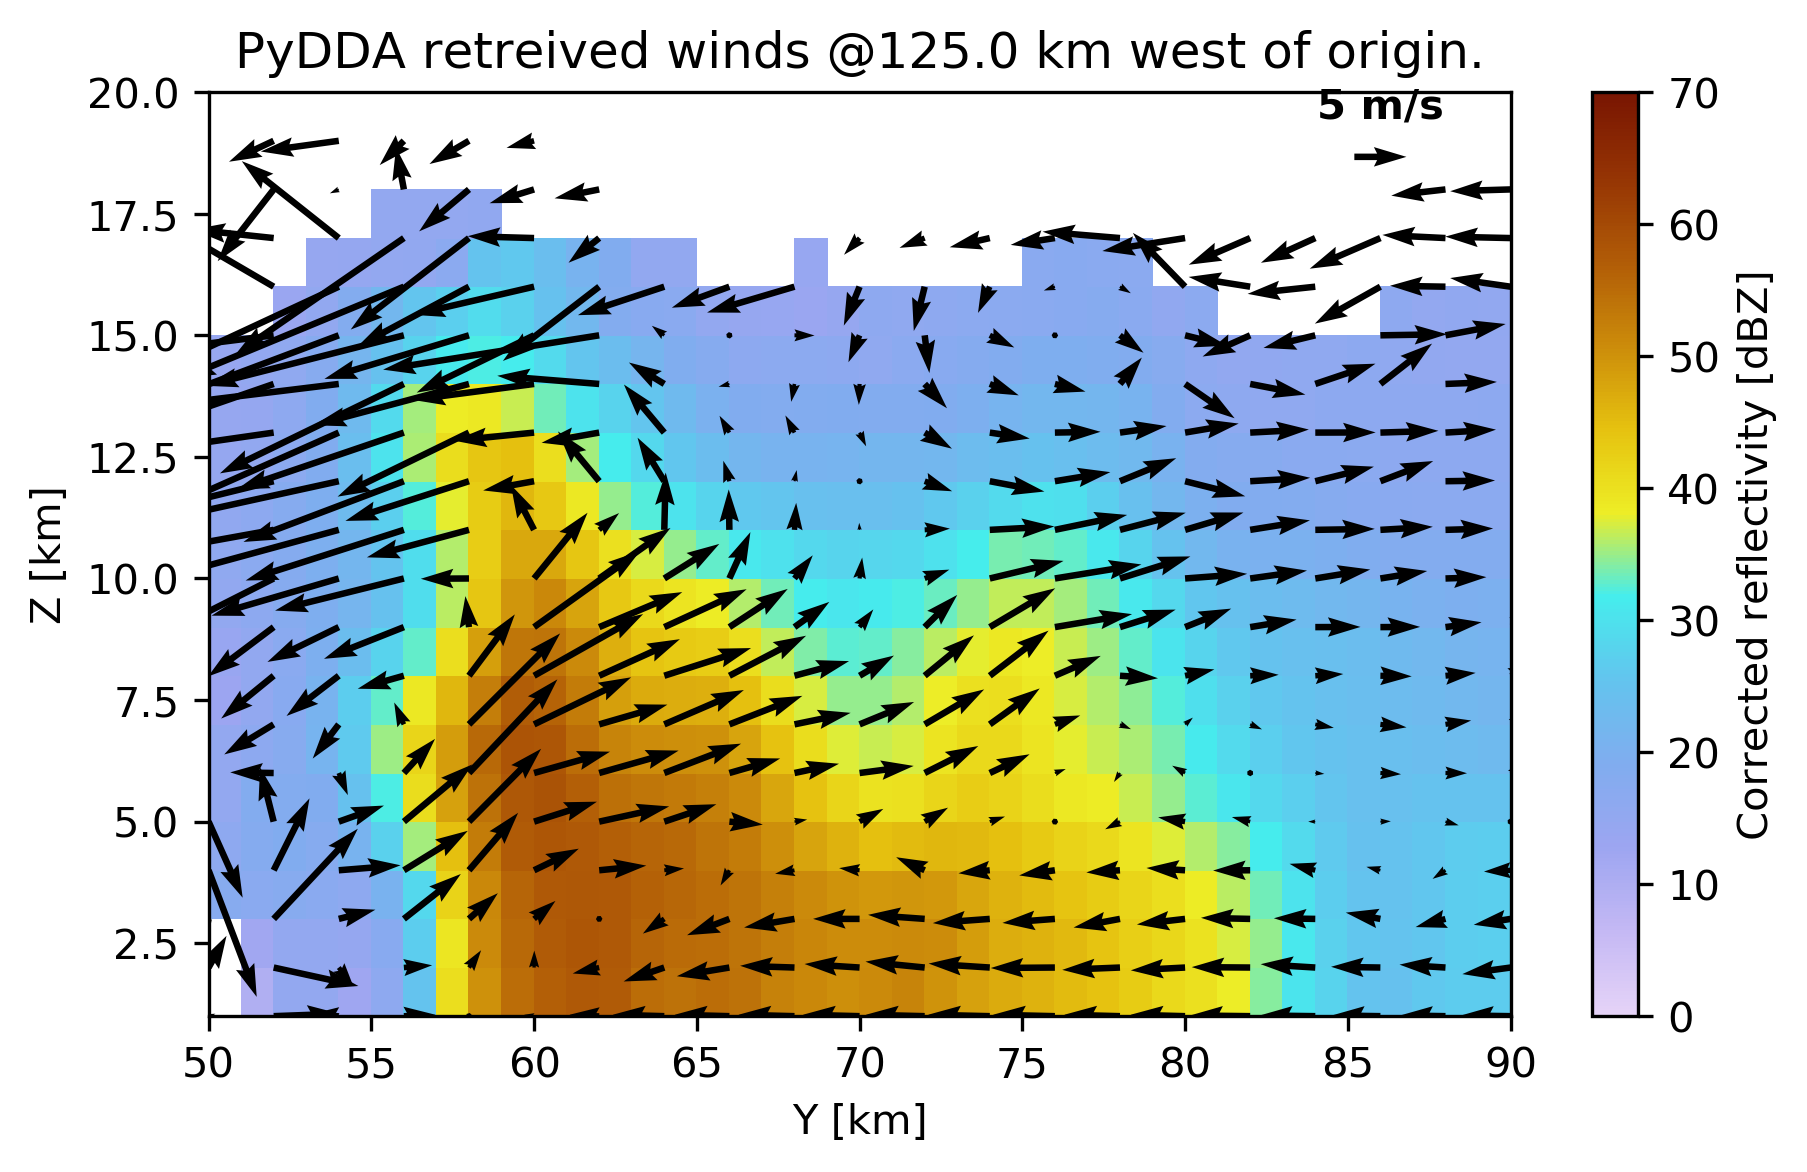 PyDDA retreived winds @125.0 km west of origin.
5 m/s
20.0
17.5
15.0
12.5
10.0
7.5
5.0
2.5
Z [km]
50 55 60 65 70 75 80 85 90
Y [km]
70
60
50
40
30
20
10
0
Corrected reflectivity [dBZ]